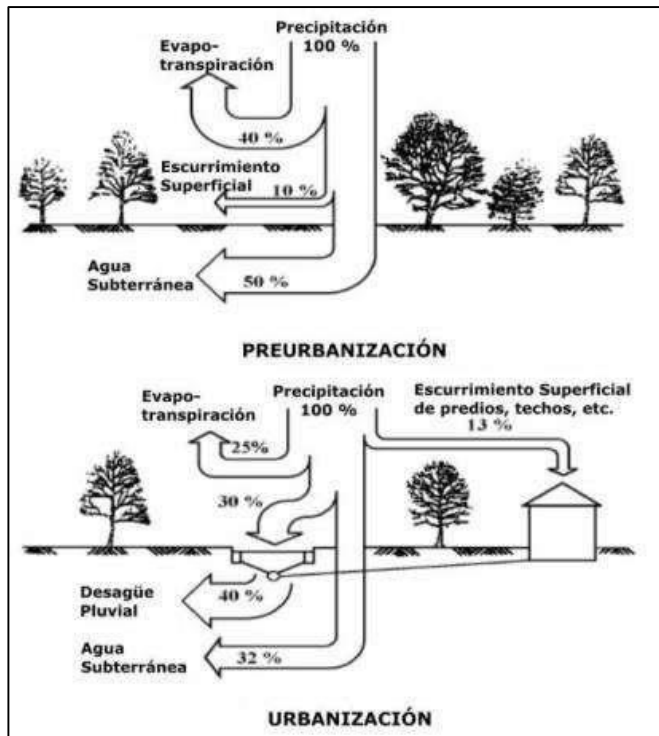 Precipitación
100 %
Evapo-
transpiración
40 %
Escurrimiento
Superficial
10 %
Agua
Subterránea
50 %
PREURBANIZACIÓN
Evapo-
transpiración
Precipitación
100 %
Escurrimiento Superficial
de predios, techos, etc.
13 %
25%
30 %
Desagüe
Pluvial
40 %
Agua
Subterránea
32 %
URBANIZACIÓN